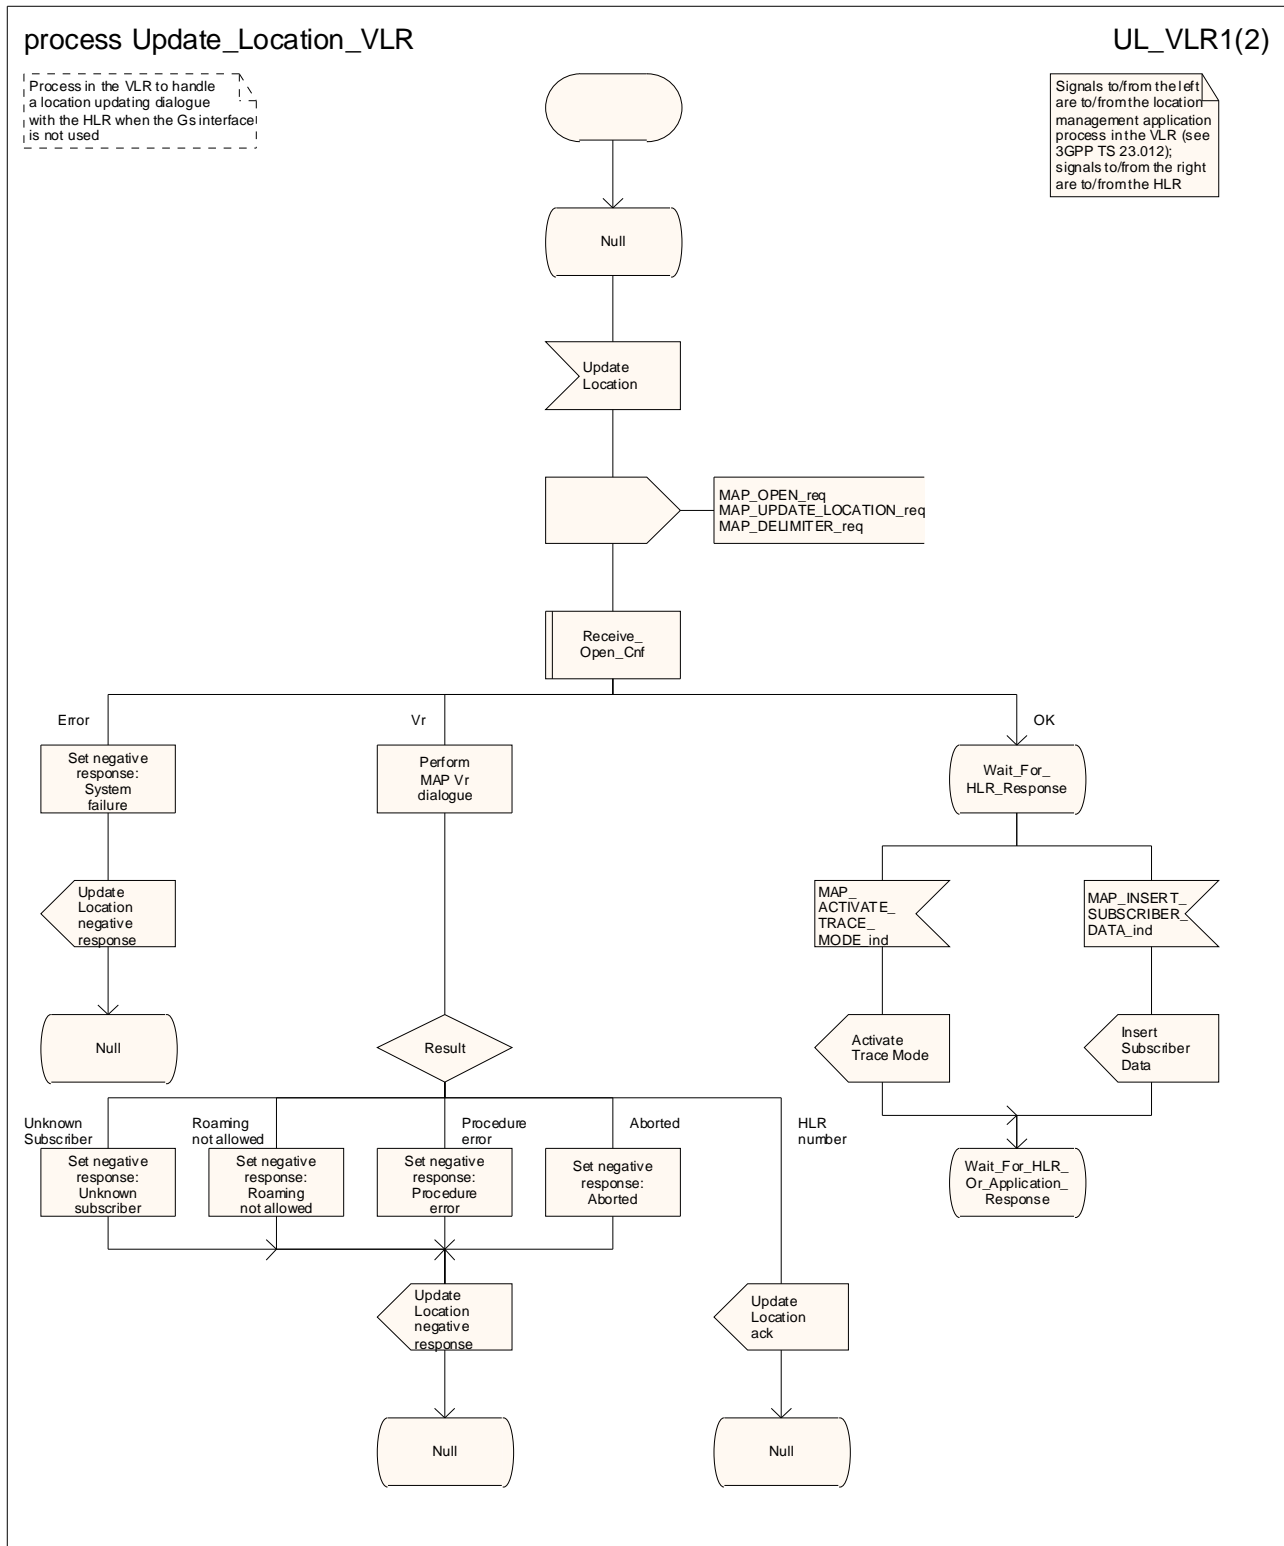 process Update_Location_VLR
UL_VLR1(2)
Process in the VLR to handle
a location updating dialogue
with the HLR when the Gs interface
is not used
Signals to/from the left
are to/from the location
management application
process in the VLR (see
3GPP TS 23.012);
signals to/from the right
are to/from the HLR
Null
Update
Location
MAP_OPEN_req
MAP_UPDATE_LOCATION_req
MAP_DELIMITER_req
Receive_
Open_Cnf
Error
Vr
OK
Set negative
response:
System
failure
Perform
MAP Vr
dialogue
Wait_For_
HLR_Response
Update
Location
negative
response
MAP_
ACTIVATE_
TRACE_
MODE_ind
MAP_INSERT_
SUBSCRIBER_
DATA_ind
Null
Result
Activate
Trace Mode
Insert
Subscriber
Data
Unknown
Subscriber
Roaming
not allowed
Procedure
error
Aborted
HLR
number
Set negative
response:
Unknown
subscriber
Set negative
response:
Roaming
not allowed
Set negative
response:
Procedure
error
Set negative
response:
Aborted
Wait_For_HLR_
Or_Application_
Response
Update
Location
negative
response
Update
Location
ack
Null
Null